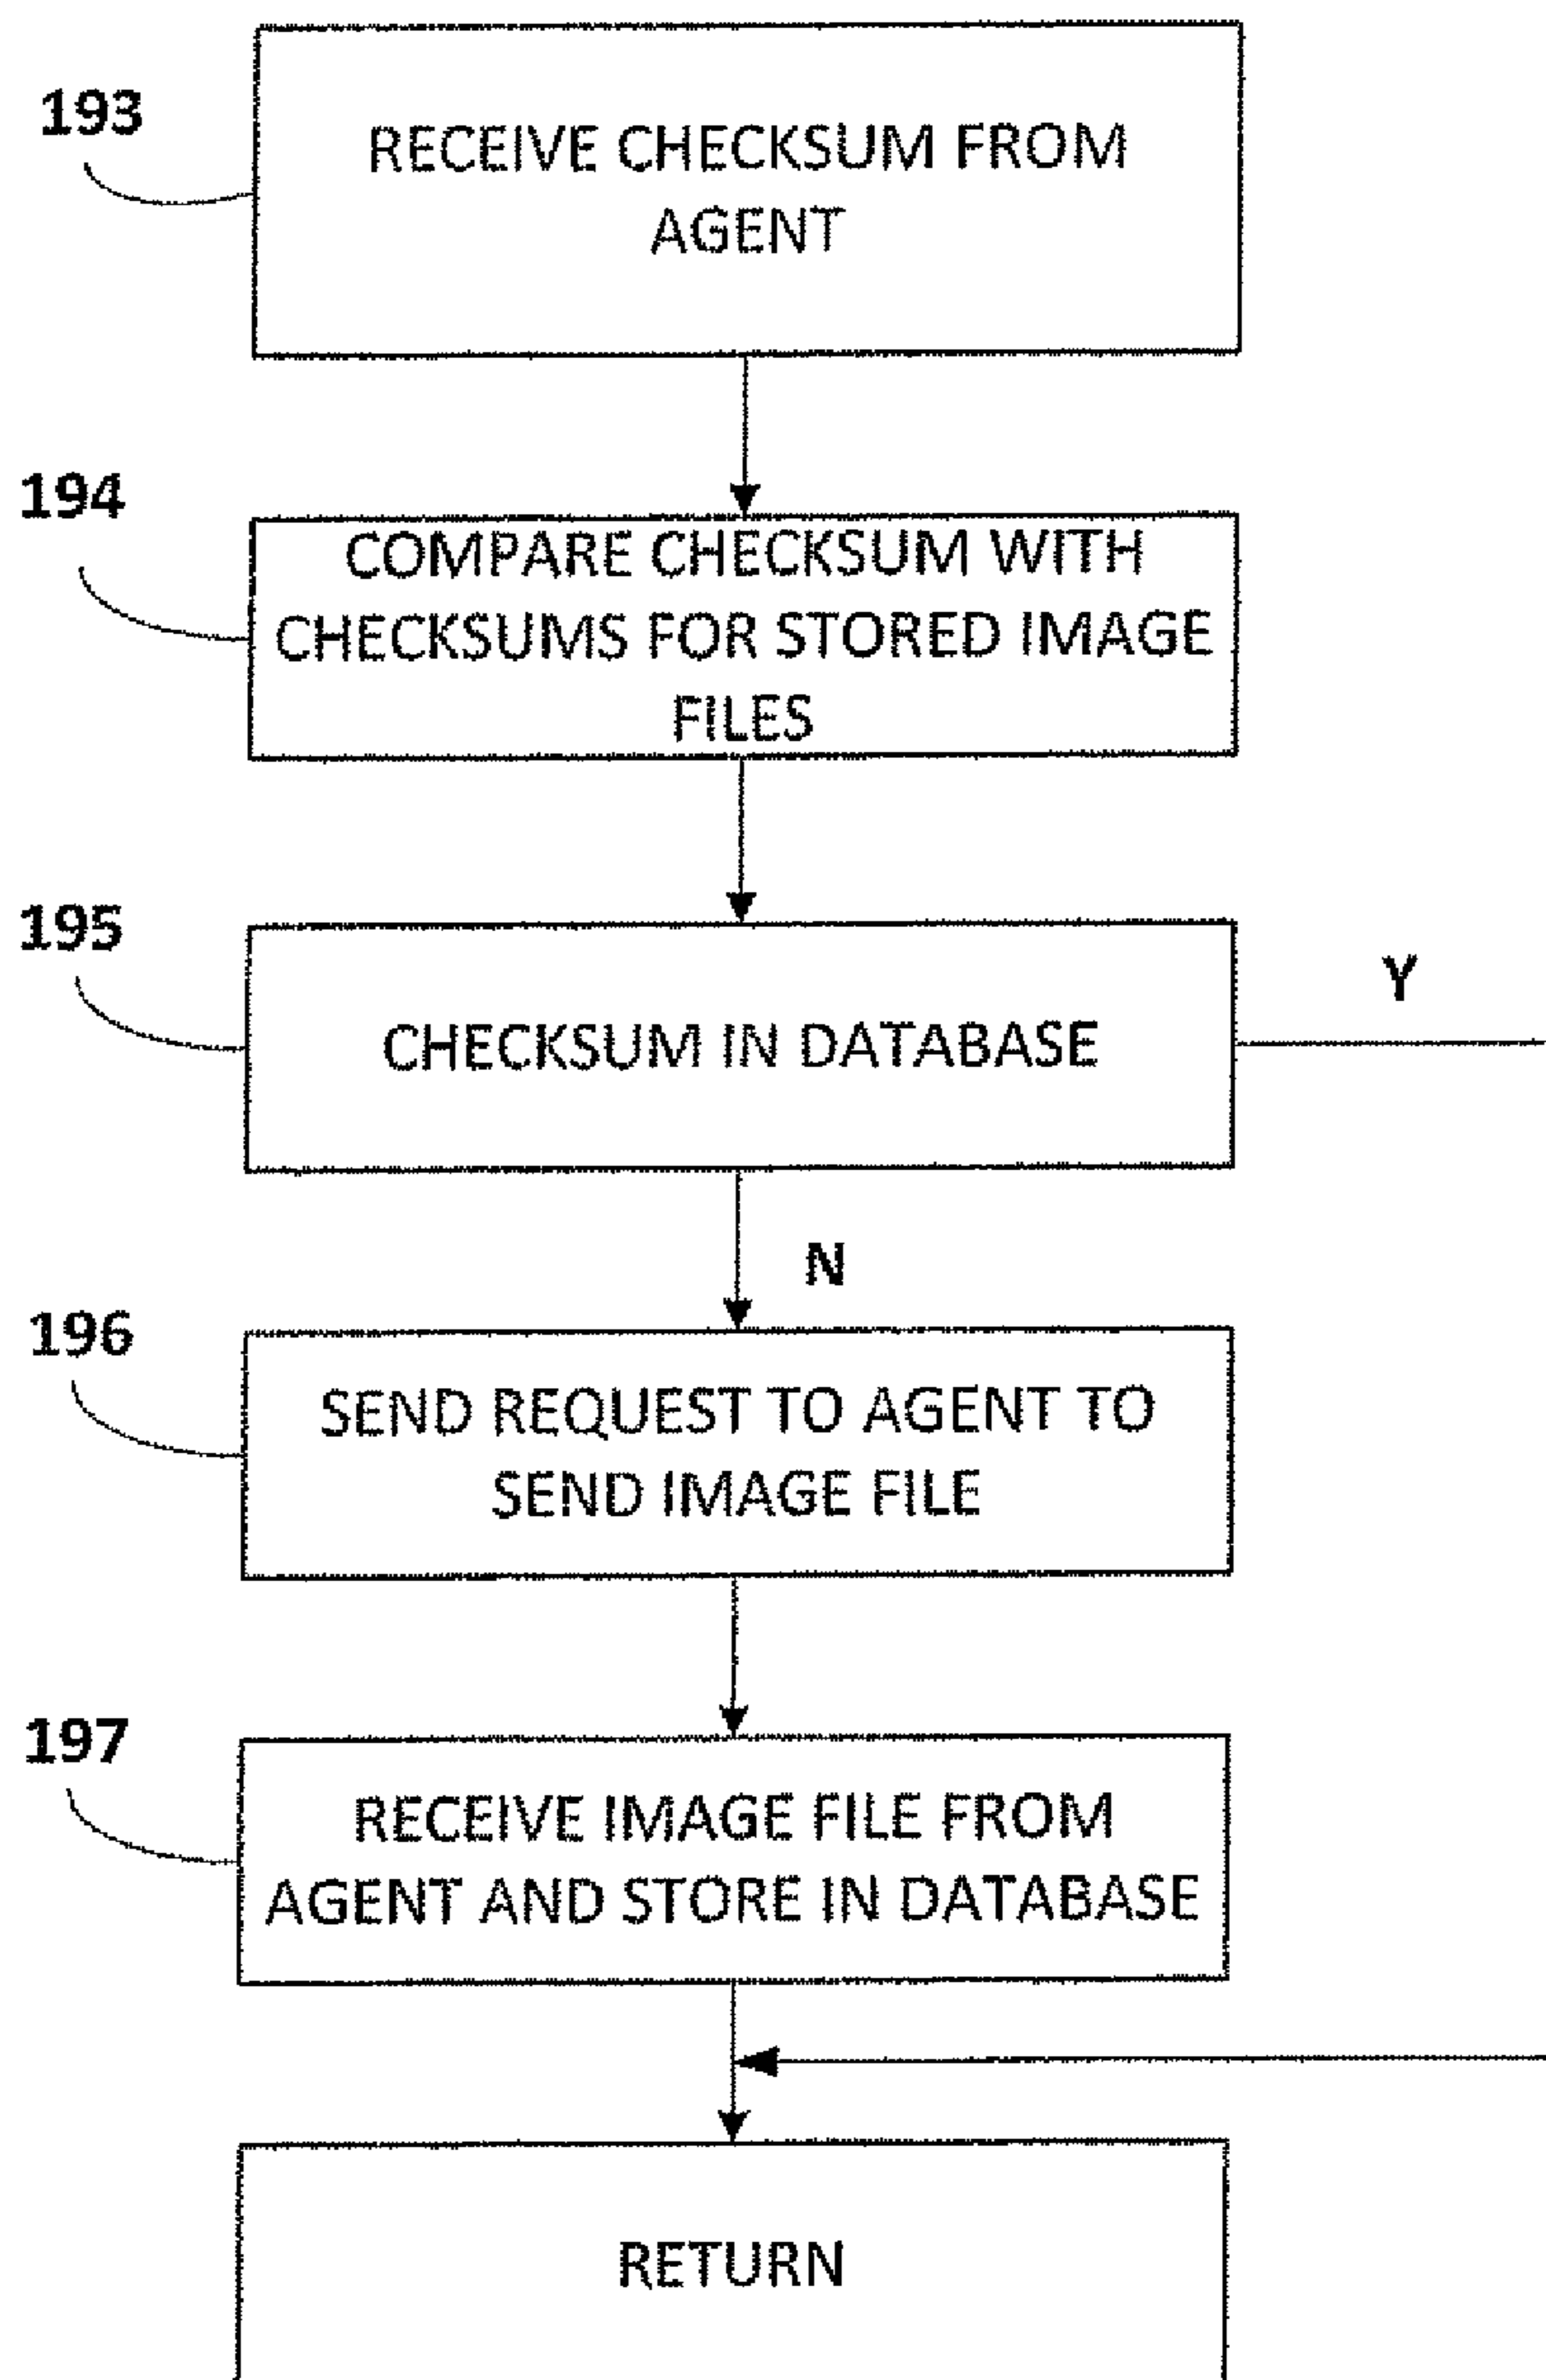 193
RECEIVE CHECKSUM FROM
AGENT
194
COMPARE CHECKSUM WITH
CHECKSUMS FOR STORED IMAGE
FILES
195
CHECKSUM IN DATABASE
Y
N
196
SEND REQUEST TO AGENT TO
SEND IMAGE FILE
197
RECEIVE IMAGE FILE FROM
AGENT AND STORE IN DATABASE
RETURN